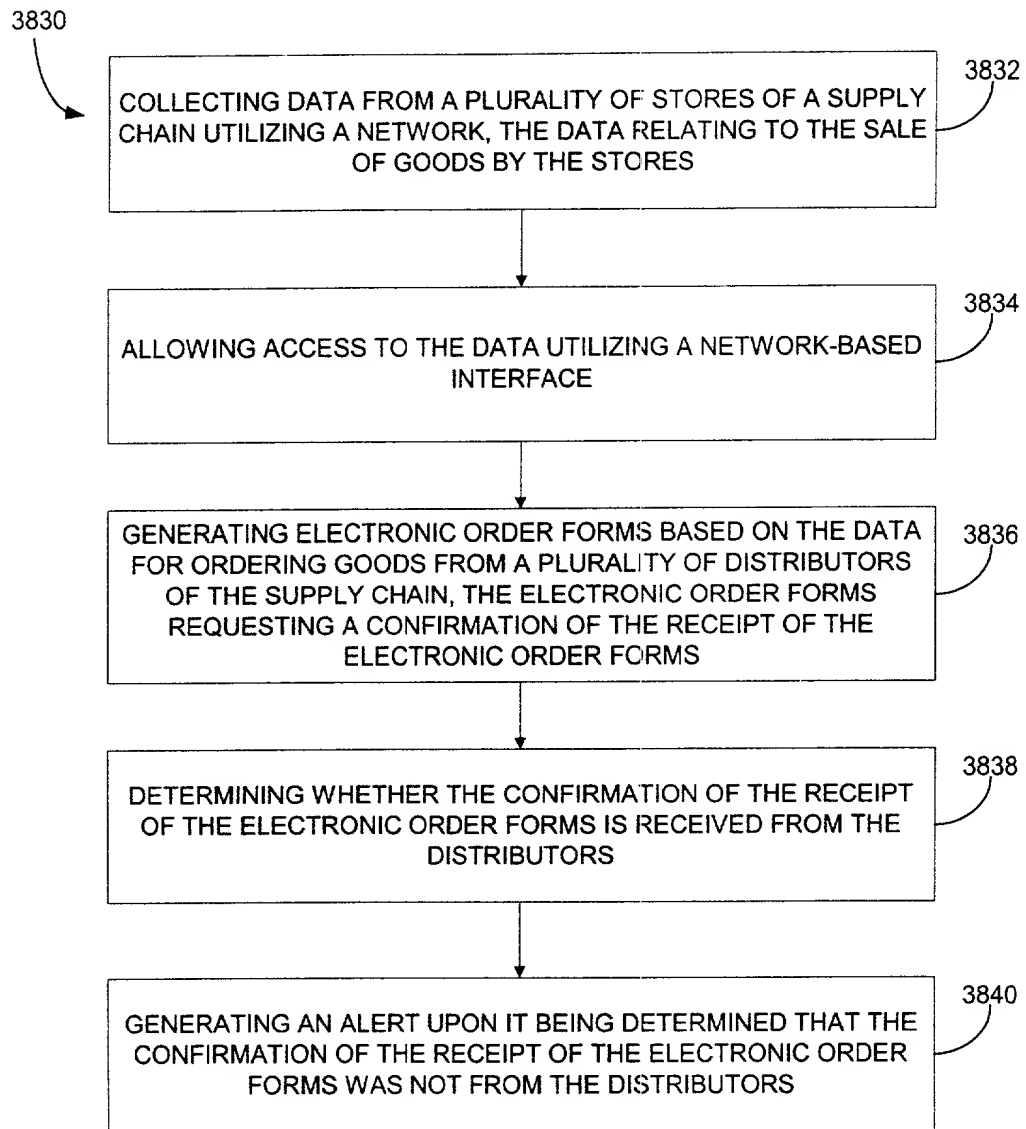 3830
3832
COLLECTING DATA FROM A PLURALITY OF STORES OF A SUPPLY
CHAIN UTILIZING A NETWORK, THE DATA RELATING TO THE SALE
OF GOODS BY THE STORES
3834
ALLOWING ACCESS TO THE DATA UTILIZING A NETWORK-BASED
INTERFACE
3836
GENERATING ELECTRONIC ORDER FORMS BASED ON THE DATA
FOR ORDERING GOODS FROM A PLURALITY OF DISTRIBUTORS
OF THE SUPPLY CHAIN, THE ELECTRONIC ORDER FORMS
REQUESTING A CONFIRMATION OF THE RECEIPT OF THE
ELECTRONIC ORDER FORMS
3838
DETERMINING WHETHER THE CONFIRMATION OF THE RECEIPT
OF THE ELECTRONIC ORDER FORMS IS RECEIVED FROM THE
DISTRIBUTORS
3840
GENERATING AN ALERT UPON IT BEING DETERMINED THAT THE
CONFIRMATION OF THE RECEIPT OF THE ELECTRONIC ORDER
FORMS WAS NOT FROM THE DISTRIBUTORS